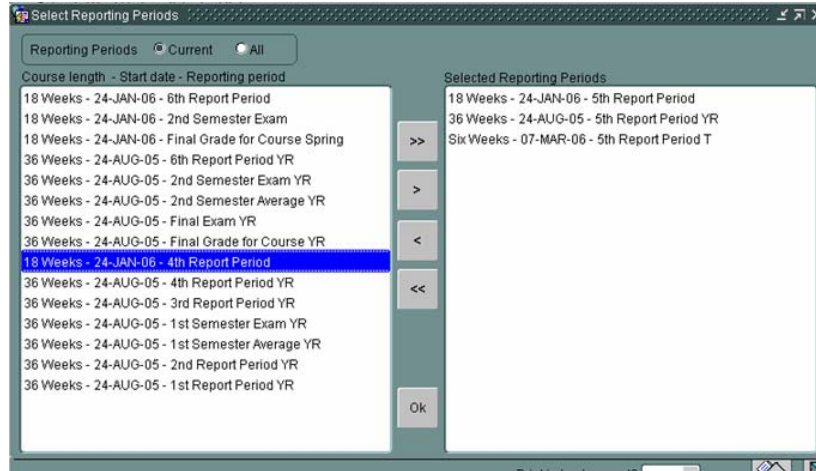 Select Reporting Periods
Reporting Periods Current All
Course length - Start date - Reporting period
18 Weeks - 24-JAN-06 - 6th Report Period
18 Weeks - 24-JAN-06 - 2nd Semester Exam
18 Weeks - 24-JAN-06 - Final Grade for Course Spring
36 Weeks - 24-AUG-05 - 6th Report Period YR
36 Weeks - 24-AUG-05 - 2nd Semester Exam YR
36 Weeks - 24-AUG-05 - 2nd Semester Average YR
36 Weeks - 24-AUG-05 - Final Exam YR
36 Weeks - 24-AUG-05 - Final Grade for Course YR
18 Weeks - 24-JAN-06 - 4th Report Period
36 Weeks - 24-AUG-05 - 4th Report Period YR
36 Weeks - 24-AUG-05 - 3rd Report Period YR
36 Weeks - 24-AUG-05 - 1st Semester Exam YR
36 Weeks - 24-AUG-05 - 1st Semester Average YR
36 Weeks - 24-AUG-05 - 2nd Report Period YR
36 Weeks - 24-AUG-05 - 1st Report Period YR
>>
>
<
<<
Ok
Selected Reporting Periods
18 Weeks - 24-JAN-06 - 5th Report Period
36 Weeks - 24-AUG-05 - 5th Report Period YR
Six Weeks - 07-MAR-06 - 5th Report Period T